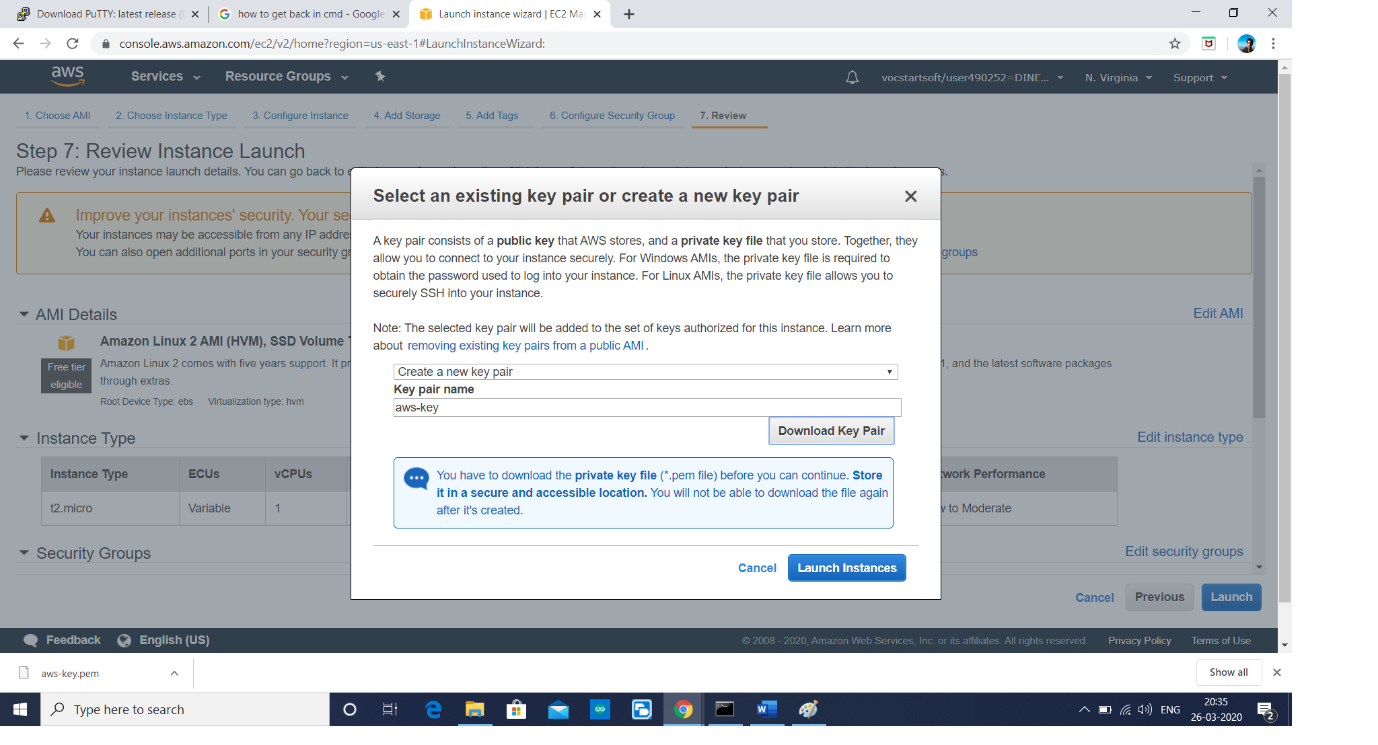 Download PuTTY: latest release (
how to get back in cmd - Google
Launch instance wizard | EC2 Ma
console.aws.amazon.com/ec2/v2/home?region=us-east-1#LaunchInstanceWizard:
aws Services Resource Groups vocstartsoft/user490252=DINE... N. Virginia Support
1. Choose AMI 2. Choose Instance Type 3. Configure Instance 4. Add Storage 5. Add Tags 6. Configure Security Group 7. Review
Step 7: Review Instance Launch
Please review your instance launch details. You can go back to s.
Improve your instances' security. Your se
Your instances may be accessible from any IP addre
You can also open additional ports in your security gr groups
AMI Details Edit AMI
Amazon Linux 2 AMI (HVM), SSD Volume
Free tier
eligible
Amazon Linux 2 comes with five years support. It pr 1, and the latest software packages
through extras.
Root Device Type: ebs Virtualization type: hvm
Instance Type Edit instance type
Instance Type ECUs vCPUs work Performance
t2.micro Variable 1 to Moderate
Security Groups Edit security groups
Cancel Previous Launch
Select an existing key pair or create a new key pair
A key pair consists of a public key that AWS stores, and a private key file that you store. Together, they
allow you to connect to your instance securely. For Windows AMIs, the private key file is required to
obtain the password used to log into your instance. For Linux AMIs, the private key file allows you to
securely SSH into your instance.
Note: The selected key pair will be added to the set of keys authorized for this instance. Learn more
about removing existing key pairs from a public AMI.
Create a new key pair
Key pair name
aws-key
Download Key Pair
You have to download the private key file (*.pem file) before you can continue. Store
it in a secure and accessible location. You will not be able to download the file again
after it's created.
Cancel Launch Instances
Feedback English (US) © 2008 - 2020, Amazon Web Services, Inc. or its affiliates. All rights reserved. Privacy Policy Terms of Use
aws-key.pem Show all
Type here to search
ENG
20:35
26-03-2020
2